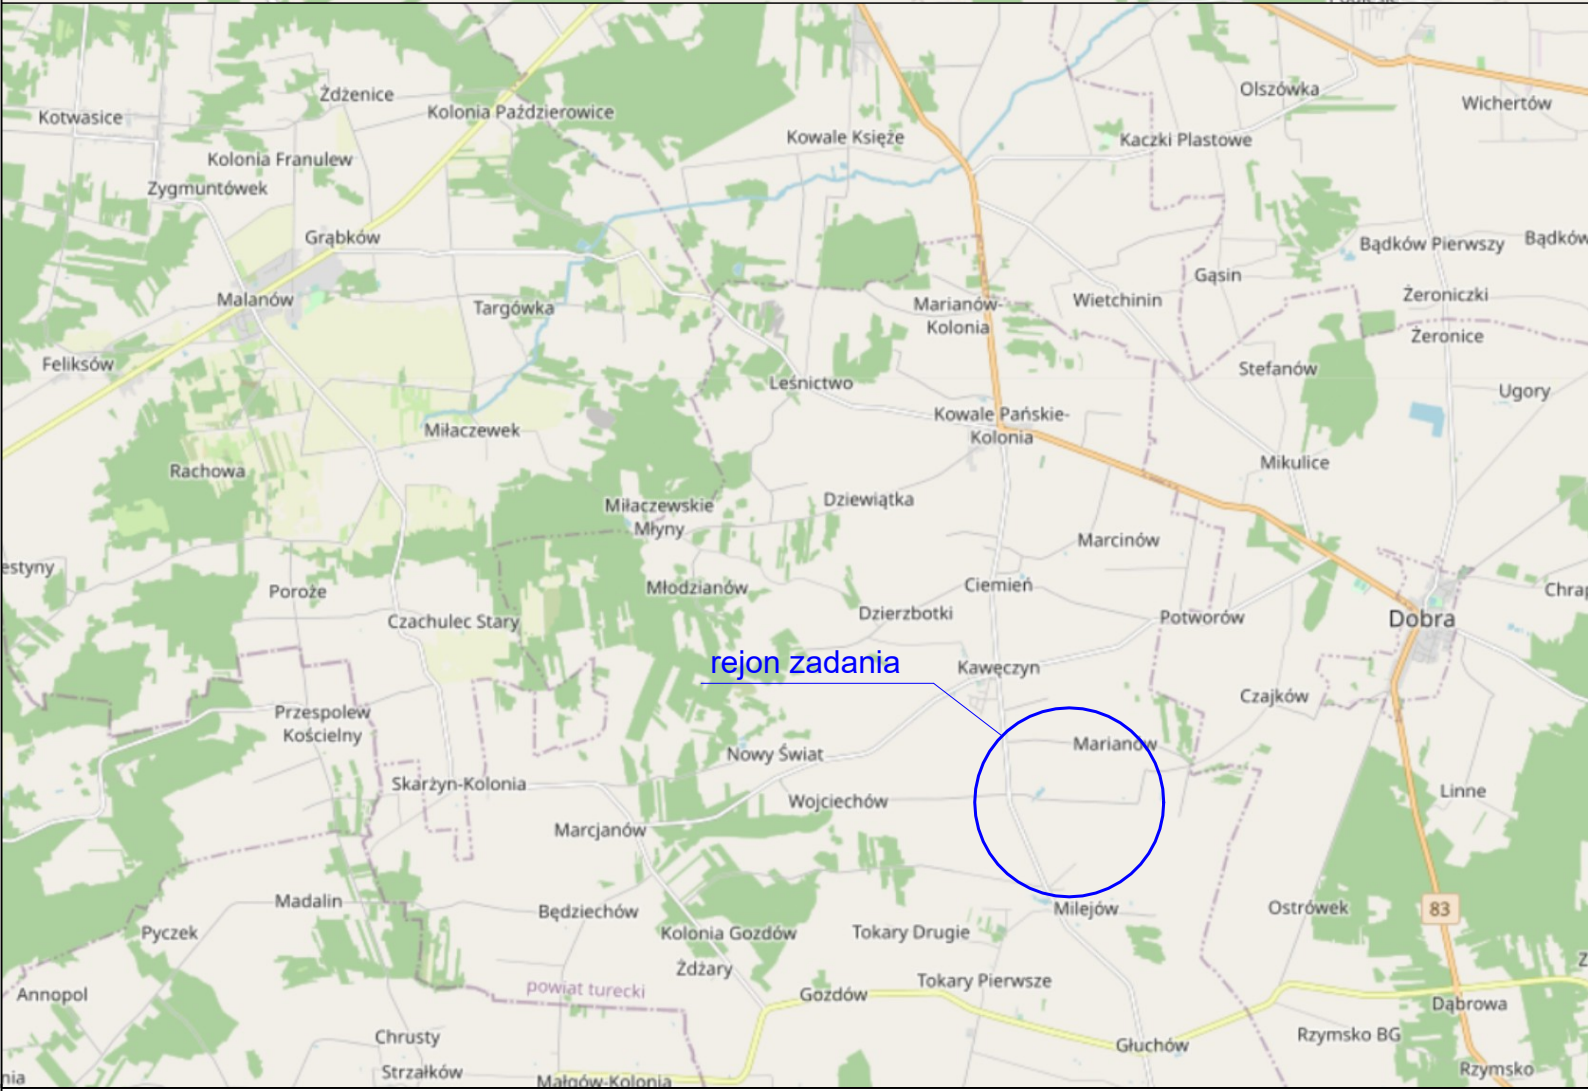 Żdżenice
Kotwasice
Kolonia Październikowice
Kowale Księże
Olszówka
Wichertów
Kaczki Plastowe
Kolonia Franulew
Zygmuntówek
Grąbków
Bądków Pierwszy
Bądków
Gąsin
Malanów
Targówka
Marianów-
Kolonia
Wietchinin
Żeroniczki
Żeronice
Feliksów
Leśnictwo
Stefanów
Ugory
Kowale Pańskie-
Kolonia
Miłaczewek
Rachowa
Mikulice
Miłaczewskie
Młyny
Dziewiątka
Marcinów
estyny
Poroże
Młodzianów
Ciemień
Chrap
Czachulec Stary
Dzierzbotki
Potworów
Dobra
rejon zadania
Kawęczyn
Czajków
Przespolew
Kościelny
Nowy Świat
Marianów
Skarżyn-Kolonia
Wojciechów
Linne
Marcjanów
Madalin
Będziechów
Milejów
Ostrówek
83
Pyczek
Kolonia Gozdów
Tokary Drugie
Żdżary
Tokary Pierwsze
Annopol
powiat turecki
Gozdów
Dąbrowa
Chrusty
Głuchów
Rzymsko BG
Strzałków
Małgów-Kolonia
Rzymsko
nia